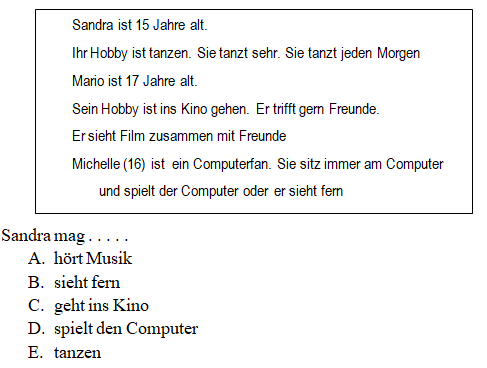 Sandra ist 15 Jahre alt.
Ihr Hobby ist tanzen. Sie tanzt sehr. Sie tanzt jeden Morgen
Mario ist 17 Jahre alt.
Sein Hobby ist ins Kino gehen. Er trifft gern Freunde.
Er sieht Film zusammen mit Freunde
Michelle (16) ist ein Computerfan. Sie sitz immer am Computer
und spielt der Computer oder er sieht fern
Sandra mag . . . . .
A. hört Musik
B. sieht fern
C. geht ins Kino
D. spielt den Computer
E. tanzen